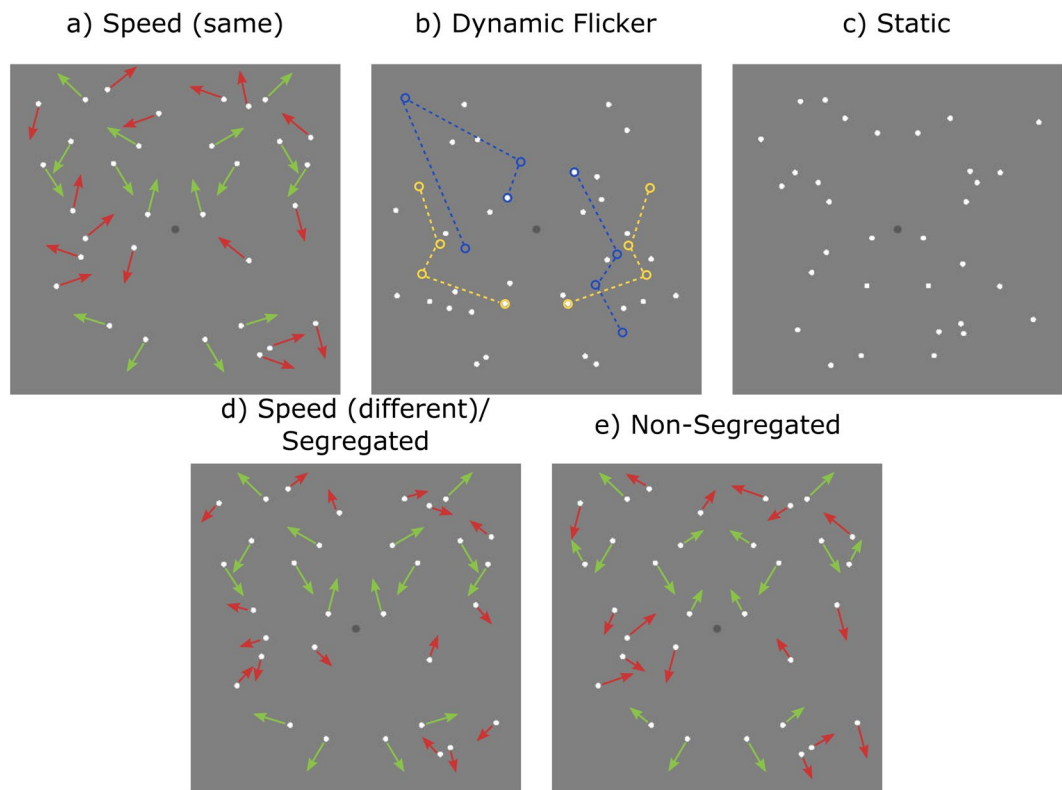 a) Speed (same)
b) Dynamic Flicker
c) Static
d) Speed (different)/
Segregated
e) Non-Segregated